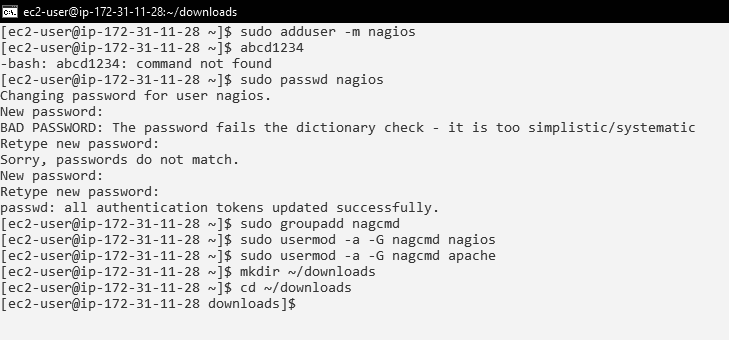 C:\. ec2-user@ip-172-31-11-28:~/downloads
[ec2-user@ip-172-31-11-28 ~]$ sudo adduser -m nagios
[ec2-user@ip-172-31-11-28 ~]$ abcd1234
-bash: abcd1234: command not found
[ec2-user@ip-172-31-11-28 ~]$ sudo passwd nagios
Changing password for user nagios.
New password:
BAD PASSWORD: The password fails the dictionary check - it is too simplistic/systematic
Retype new password:
Sorry, passwords do not match.
New password:
Retype new password:
passwd: all authentication tokens updated successfully.
[ec2-user@ip-172-31-11-28 ~]$ sudo groupadd nagcmd
[ec2-user@ip-172-31-11-28 ~]$ sudo usermod -a -G nagcmd nagios
[ec2-user@ip-172-31-11-28 ~]$ sudo usermod -a -G nagcmd apache
[ec2-user@ip-172-31-11-28 ~]$ mkdir ~/downloads
[ec2-user@ip-172-31-11-28 ~]$ cd ~/downloads
[ec2-user@ip-172-31-11-28 downloads]$